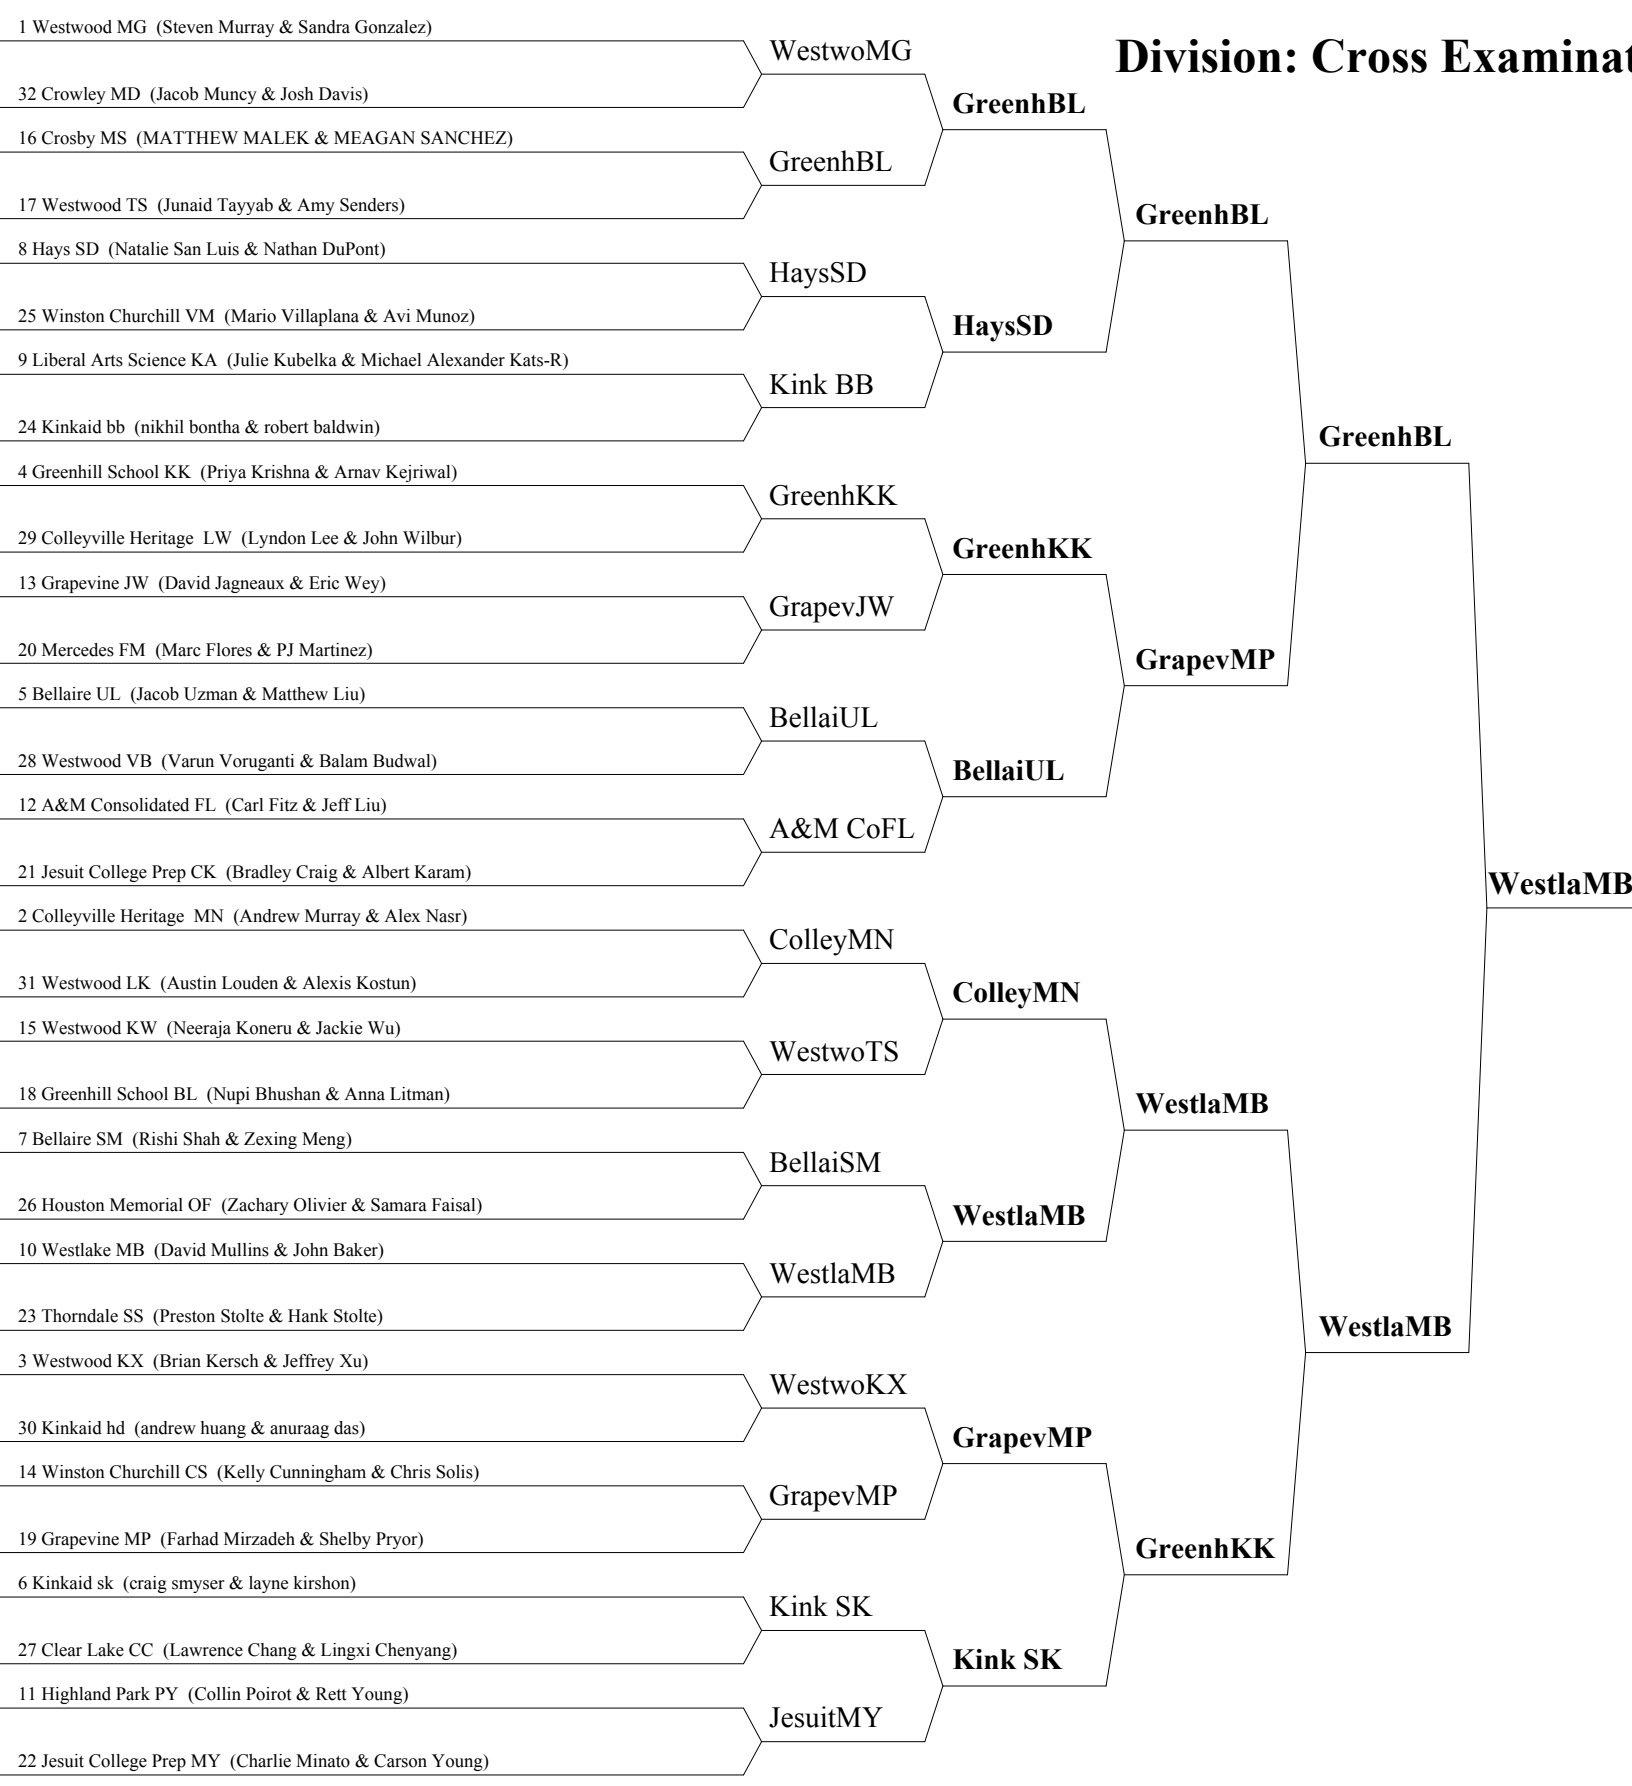 Division: Cross Examinat
1 Westwood MG (Steven Murray & Sandra Gonzalez)
32 Crowley MD (Jacob Muncy & Josh Davis)
16 Crosby MS (MATTHEW MALEK & MEAGAN SANCHEZ)
17 Westwood TS (Junaid Tayyab & Amy Senders)
8 Hays SD (Natalie San Luis & Nathan DuPont)
25 Winston Churchill VM (Mario Villaplana & Avi Munoz)
9 Liberal Arts Science KA (Julie Kubelka & Michael Alexander Kats-R)
24 Kinkaid bb (nikhil bontha & robert baldwin)
4 Greenhill School KK (Priya Krishna & Arnav Kejriwal)
29 Colleyville Heritage LW (Lyndon Lee & John Wilbur)
13 Grapevine JW (David Jagneaux & Eric Wey)
20 Mercedes FM (Marc Flores & PJ Martinez)
5 Bellaire UL (Jacob Uzman & Matthew Liu)
28 Westwood VB (Varun Voruganti & Balam Budwal)
12 A&M Consolidated FL (Carl Fitz & Jeff Liu)
21 Jesuit College Prep CK (Bradley Craig & Albert Karam)
2 Colleyville Heritage MN (Andrew Murray & Alex Nasr)
31 Westwood LK (Austin Louden & Alexis Kostun)
15 Westwood KW (Neeraja Koneru & Jackie Wu)
18 Greenhill School BL (Nupi Bhushan & Anna Litman)
7 Bellaire SM (Rishi Shah & Zexing Meng)
26 Houston Memorial OF (Zachary Olivier & Samara Faisal)
10 Westlake MB (David Mullins & John Baker)
23 Thorndale SS (Preston Stolte & Hank Stolte)
3 Westwood KX (Brian Kersch & Jeffrey Xu)
30 Kinkaid hd (andrew huang & anuraag das)
14 Winston Churchill CS (Kelly Cunningham & Chris Solis)
19 Grapevine MP (Farhad Mirzadeh & Shelby Pryor)
6 Kinkaid sk (craig smyser & layne kirshon)
27 Clear Lake CC (Lawrence Chang & Lingxi Chenyang)
11 Highland Park PY (Collin Poirot & Rett Young)
22 Jesuit College Prep MY (Charlie Minato & Carson Young)
WestwoMG
GreenhBL
HaysSD
Kink BB
GreenhKK
GrapevJW
BellaiUL
A&M CoFL
ColleyMN
WestwoTS
BellaiSM
WestlaMB
WestwoKX
GrapevMP
Kink SK
JesuitMY
GreenhBL
HaysSD
GreenhKK
BellaiUL
ColleyMN
WestlaMB
GrapevMP
Kink SK
GreenhBL
GrapevMP
WestlaMB
GreenhKK
GreenhBL
WestlaMB
WestlaMB